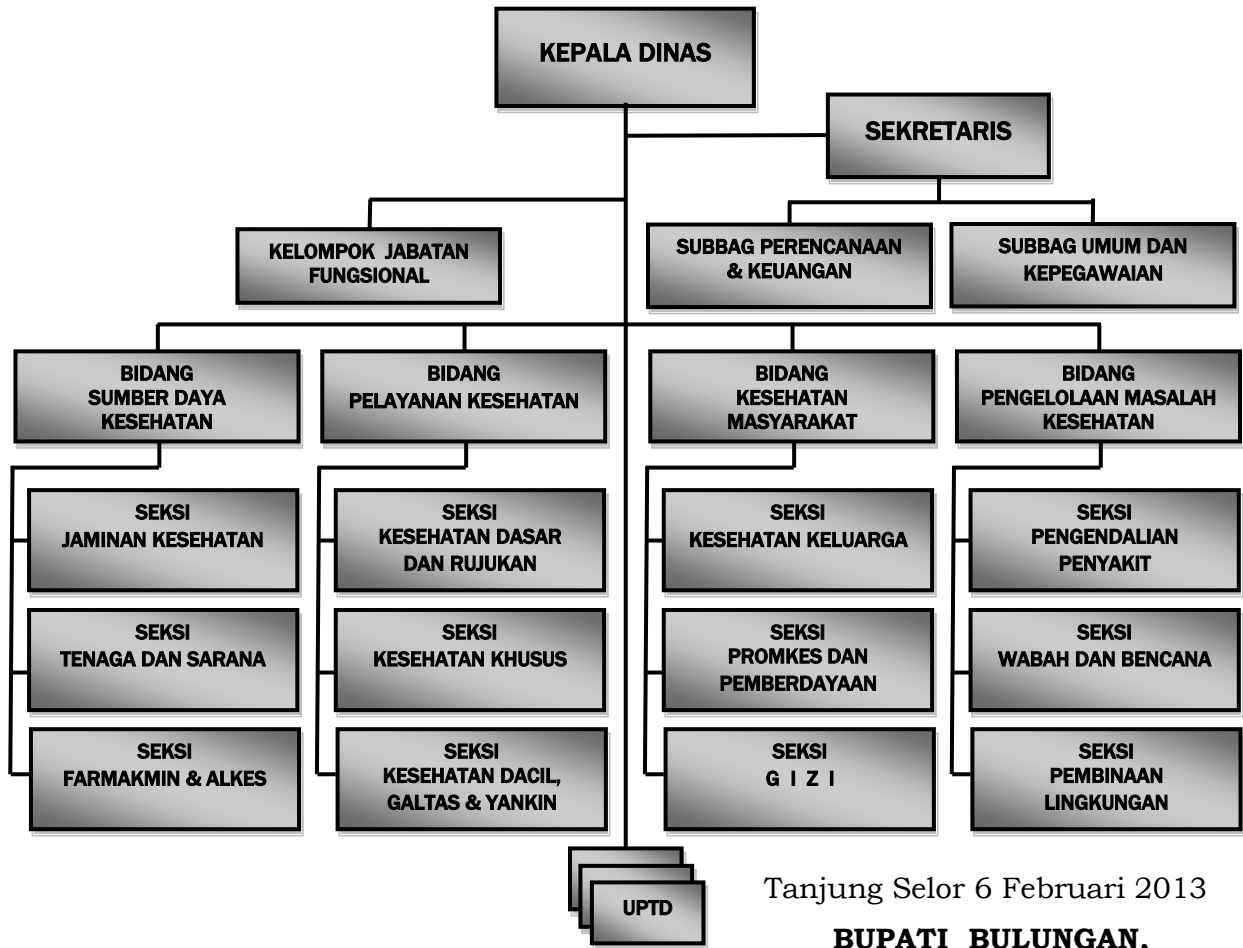 KEPALA DINAS
SEKRETARIS
KELOMPOK JABATAN
FUNGSIONAL
SUBBAG PERENCANAAN
& KEUANGAN
SUBBAG UMUM DAN
KEPEGAWAIAN
BIDANG
SUMBER DAYA
KESEHATAN
BIDANG
PELAYANAN KESEHATAN
BIDANG
KESEHATAN
MASYARAKAT
BIDANG
PENGELOLAAN MASALAH
KESEHATAN
SEKSI
JAMINAN KESEHATAN
SEKSI
KESEHATAN DASAR
DAN RUJUKAN
SEKSI
KESEHATAN KELUARGA
SEKSI
PENGENDALIAN
PENYAKIT
SEKSI
TENAGA DAN SARANA
SEKSI
KESEHATAN KHUSUS
SEKSI
PROMKES DAN
PEMBERDAYAAN
SEKSI
WABAH DAN BENCANA
SEKSI
FARMAKMIN & ALKES
SEKSI
KESEHATAN DACIL,
GALTAS & YANKIN
SEKSI
G I Z I
SEKSI
PEMBINAAN
LINGKUNGAN
UPTD
Tanjung Selor 6 Februari 2013
BUPATI BULUNGAN,